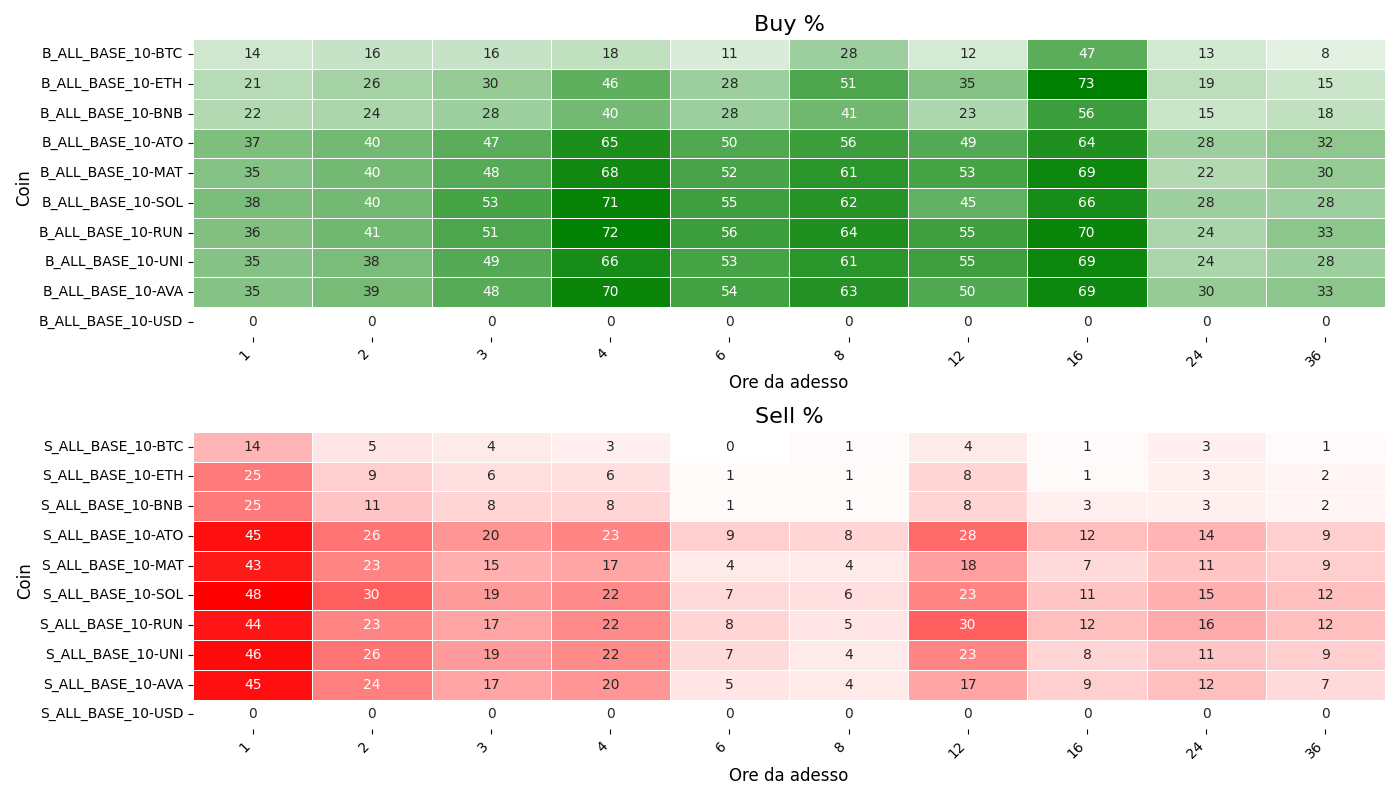 Buy %
Coin
B_ALL_BASE_10-BTC 14 16 16 18 11 28 12 47 13 8
B_ALL_BASE_10-ETH 21 26 30 46 28 51 35 73 19 15
B_ALL_BASE_10-BNB 22 24 28 40 28 41 23 56 15 18
B_ALL_BASE_10-ATO 37 40 47 65 50 56 49 64 28 32
B_ALL_BASE_10-MAT 35 40 48 68 52 61 53 69 22 30
B_ALL_BASE_10-SOL 38 40 53 71 55 62 45 66 28 28
B_ALL_BASE_10-RUN 36 41 51 72 56 64 55 70 24 33
B_ALL_BASE_10-UNI 35 38 49 66 53 61 55 69 24 28
B_ALL_BASE_10-AVA 35 39 48 70 54 63 50 69 30 33
B_ALL_BASE_10-USD 0 0 0 0 0 0 0 0 0 0
1 2 3 4 6 8 12 16 24 36
Ore da adesso
Sell %
Coin
S_ALL_BASE_10-BTC 14 5 4 3 0 1 4 1 3 1
S_ALL_BASE_10-ETH 25 9 6 6 1 1 8 1 3 2
S_ALL_BASE_10-BNB 25 11 8 8 1 1 8 3 3 2
S_ALL_BASE_10-ATO 45 26 20 23 9 8 28 12 14 9
S_ALL_BASE_10-MAT 43 23 15 17 4 4 18 7 11 9
S_ALL_BASE_10-SOL 48 30 19 22 7 6 23 11 15 12
S_ALL_BASE_10-RUN 44 23 17 22 8 5 30 12 16 12
S_ALL_BASE_10-UNI 46 26 19 22 7 4 23 8 11 9
S_ALL_BASE_10-AVA 45 24 17 20 5 4 17 9 12 7
S_ALL_BASE_10-USD 0 0 0 0 0 0 0 0 0 0
1 2 3 4 6 8 12 16 24 36
Ore da adesso